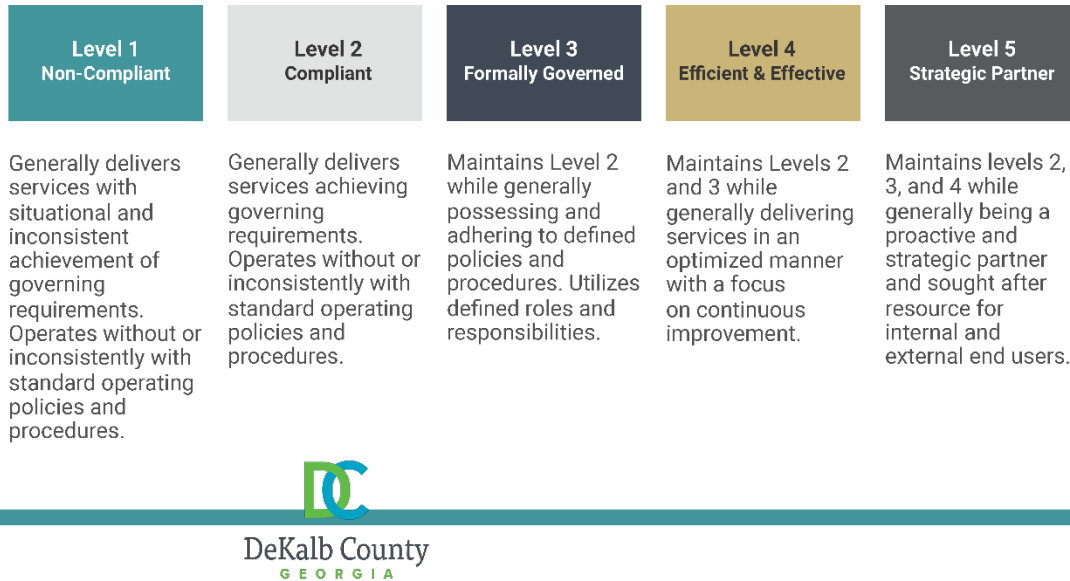 Level 1
Non-Compliant
Generally delivers
services with
situational and
inconsistent
achievement of
governing
requirements.
Operates without or
inconsistently with
standard operating
policies and
procedures.
Level 2
Compliant
Generally delivers
services achieving
governing
requirements.
Operates without or
inconsistently with
standard operating
policies and
procedures.
Level 3
Formally Governed
Maintains Level 2
while generally
possessing and
adhering to defined
policies and
procedures. Utilizes
defined roles and
responsibilities.
Level 4
Efficient & Effective
Maintains Levels 2
and 3 while
generally delivering
services in an
optimized manner
with a focus
on continuous
improvement.
Level 5
Strategic Partner
Maintains levels 2,
3, and 4 while
generally being a
proactive and
strategic partner
and sought after
resource for
internal and
external end users.
DC
DeKalb County
GEORGIA